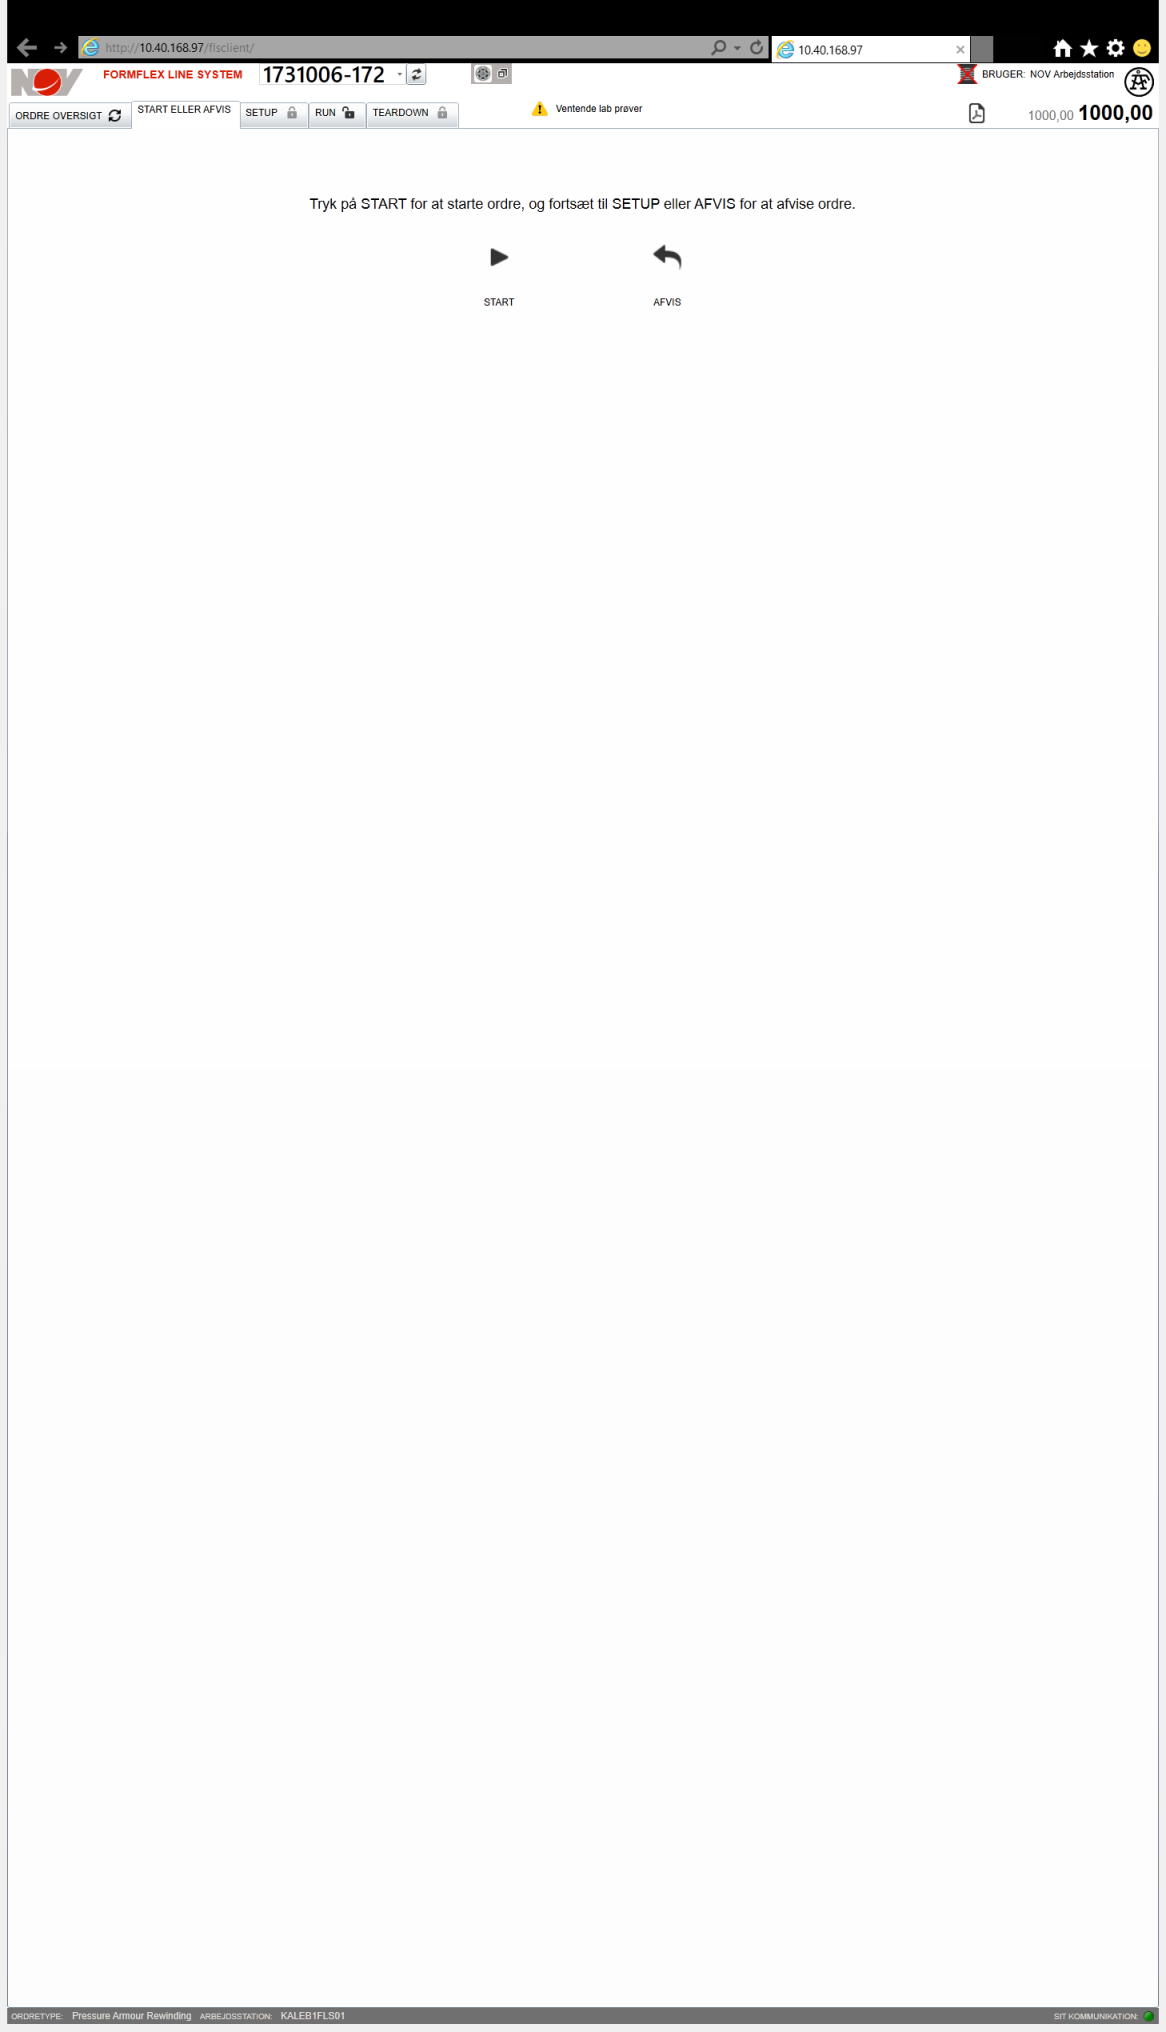 http://10.40.168.97/fisclient/
10.40.168.97
NOV
FORMFLEX LINE SYSTEM
1731006-172
BRUGER: NOV Arbejdsstation
ÅF
ORDRE OVERSIGT
START ELLER AFVIS
SETUP
RUN
TEARDOWN
Ventende lab prøver
1000,00 1000,00
Tryk på START for at starte ordre, og fortsæt til SETUP eller AFVIS for at afvise ordre.
START
AFVIS
ORDRETYPE: Pressure Armour Rewinding ARBEJDSSTATION: KALEB1FLS01
SIT KOMMUNIKATION: